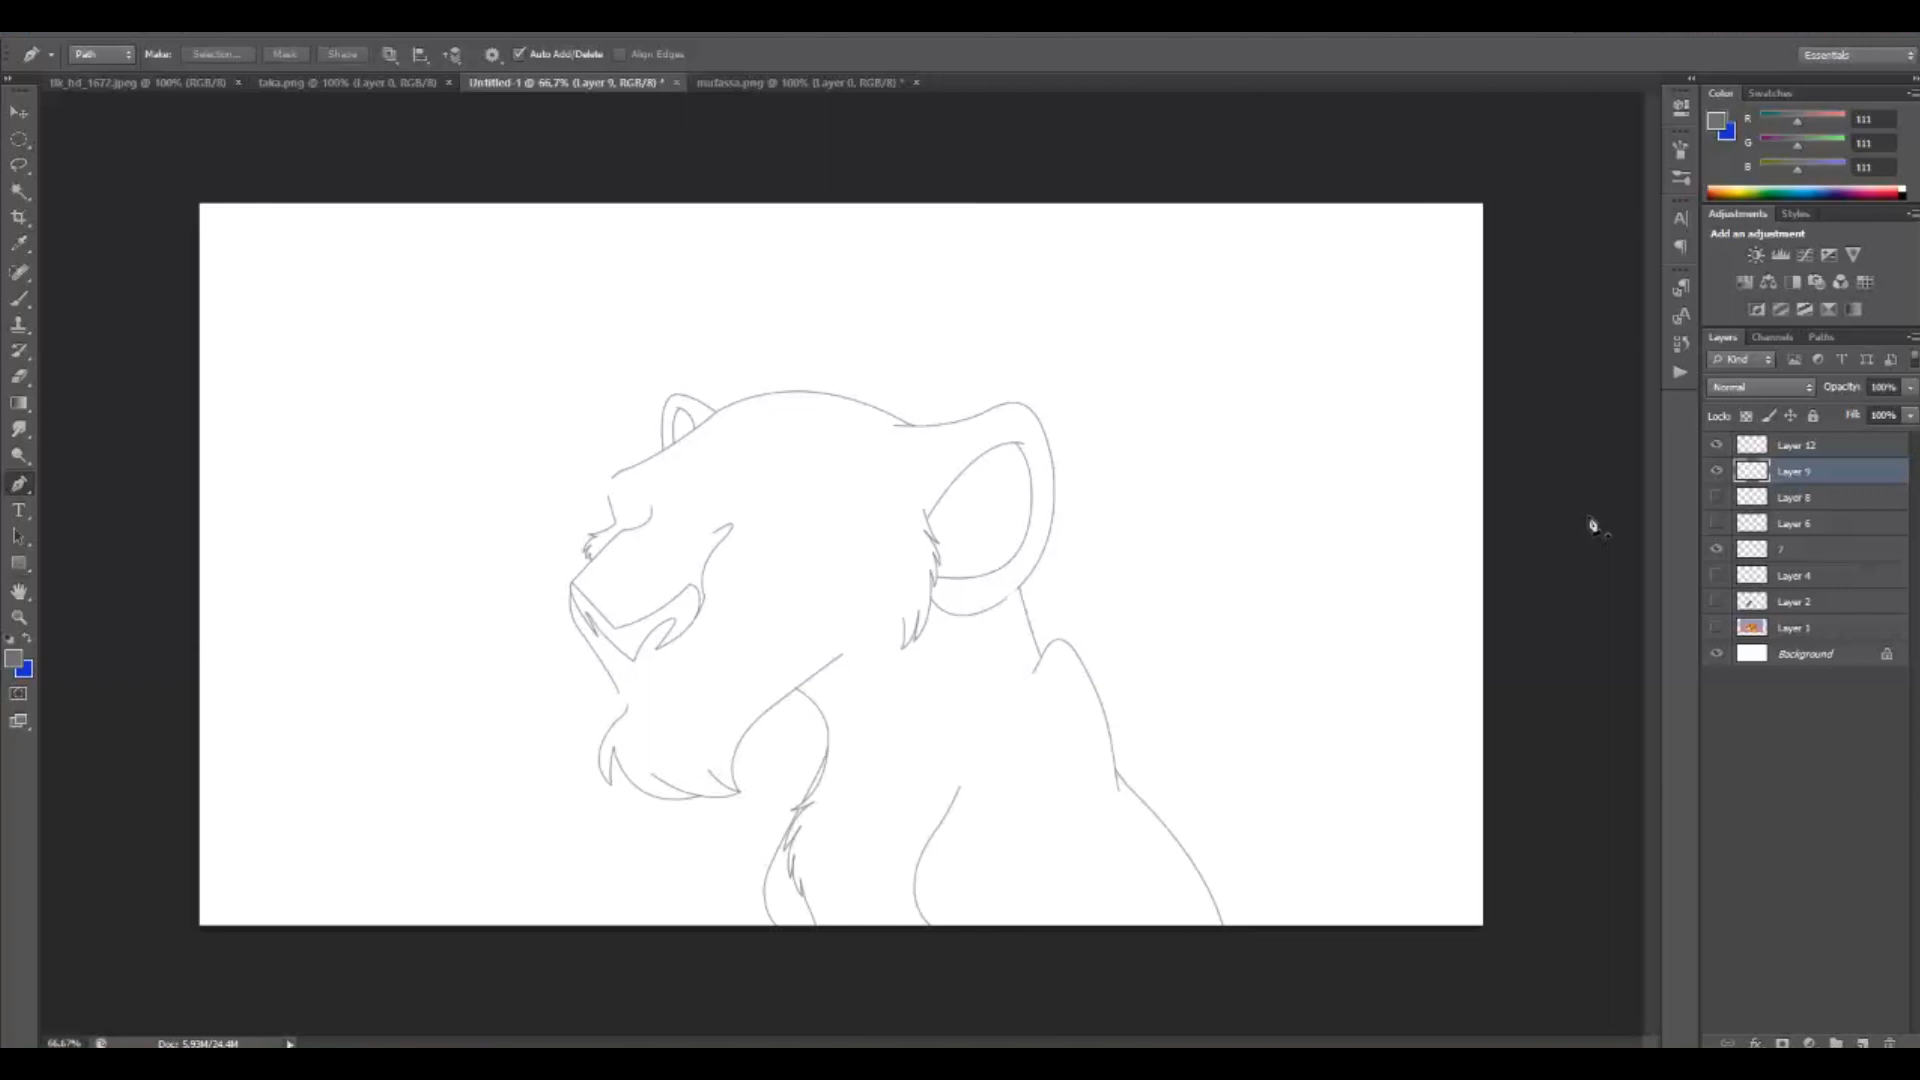 Path Make: Selection... Mask Shape Auto Add/Delete Align Edges Essentials
tlk_hd_1672.jpeg @ 100% (RGB/8) × taka.png @ 100% (Layer 0, RGB/8) × Untitled-1 @ 66,7% (Layer 9, RGB/8) * × mufassa.png @ 100% (Layer 0, RGB/8) * ×
Color Swatches
R 111
G 111
B 111
Adjustments Styles
Add an adjustment
Layers Channels Paths
Kind
Normal Opacity: 100%
Lock: Fill: 100%
Layer 12
Layer 9
Layer 8
Layer 6
7
Layer 4
Layer 2
Layer 1
Background
66,67% Doc: 5,93M/24,4M